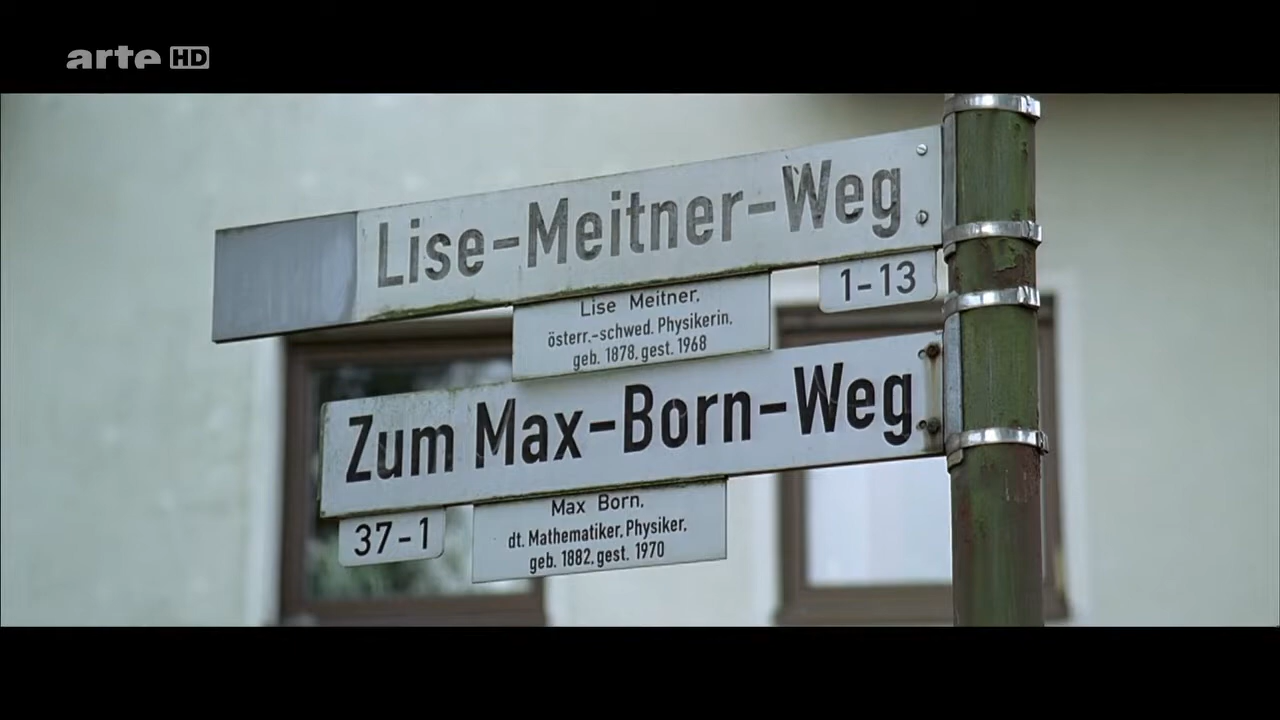 arte HD
Lise-Meitner-Weg
1-13
Lise Meitner,
österr.-schwed. Physikerin,
geb. 1878, gest. 1968
Zum Max-Born-Weg
37-1
Max Born,
dt. Mathematiker, Physiker,
geb. 1882, gest. 1970